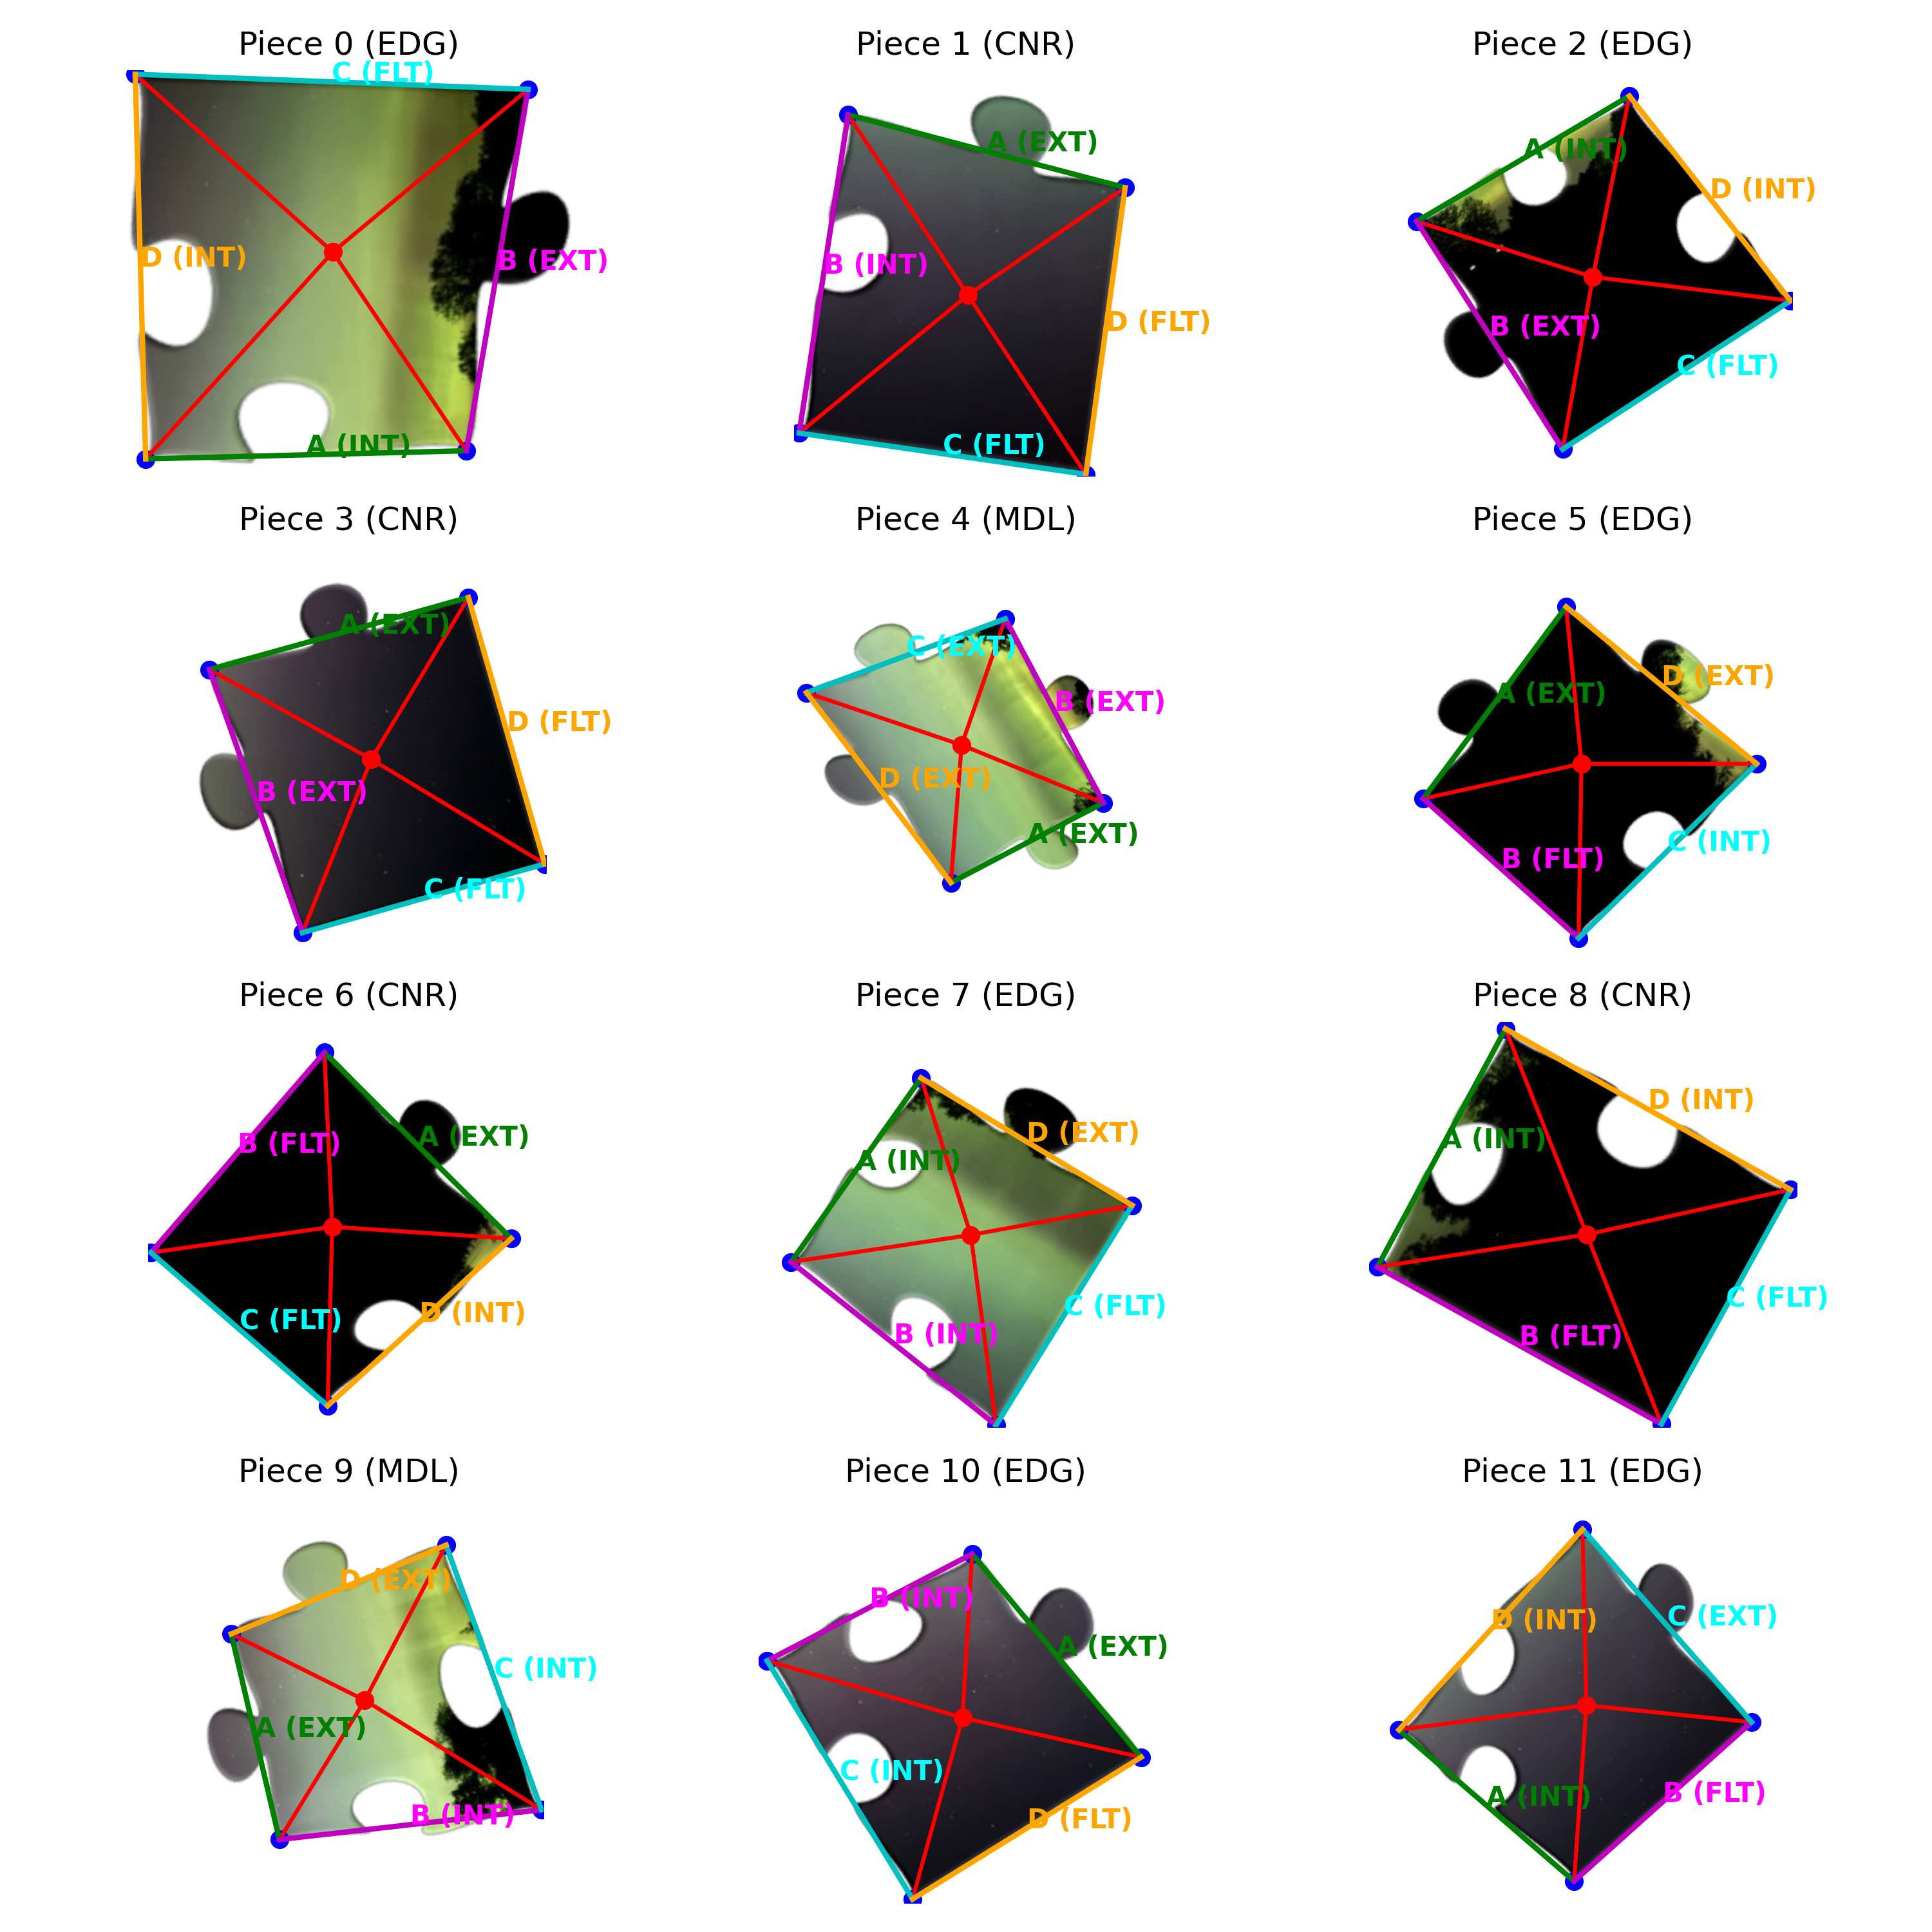 Piece 0 (EDG)
C (FLT)
D (INT)
B (EXT)
A (INT)
Piece 1 (CNR)
A (EXT)
B (INT)
D (FLT)
C (FLT)
Piece 2 (EDG)
A (INT)
D (INT)
B (EXT)
C (FLT)
Piece 3 (CNR)
A (EXT)
D (FLT)
B (EXT)
C (FLT)
Piece 4 (MDL)
C (EXT)
B (EXT)
D (EXT)
A (EXT)
Piece 5 (EDG)
D (EXT)
A (EXT)
C (INT)
B (FLT)
Piece 6 (CNR)
A (EXT)
B (FLT)
D (INT)
C (FLT)
Piece 7 (EDG)
D (EXT)
A (INT)
C (FLT)
B (INT)
Piece 8 (CNR)
D (INT)
A (INT)
C (FLT)
B (FLT)
Piece 9 (MDL)
D (EXT)
C (INT)
A (EXT)
B (INT)
Piece 10 (EDG)
B (INT)
A (EXT)
C (INT)
D (FLT)
Piece 11 (EDG)
C (EXT)
D (INT)
B (FLT)
A (INT)